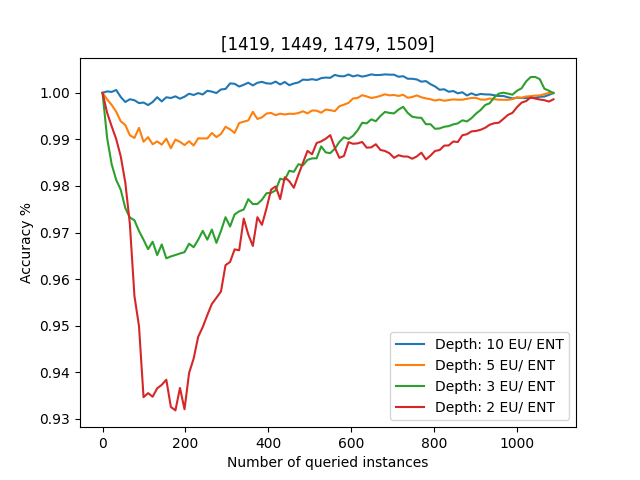 [1419, 1449, 1479, 1509]
Accuracy %
1.00
0.99
0.98
0.97
0.96
0.95
0.94
0.93
Depth: 10 EU/ ENT
Depth: 5 EU/ ENT
Depth: 3 EU/ ENT
Depth: 2 EU/ ENT
0 200 400 600 800 1000
Number of queried instances